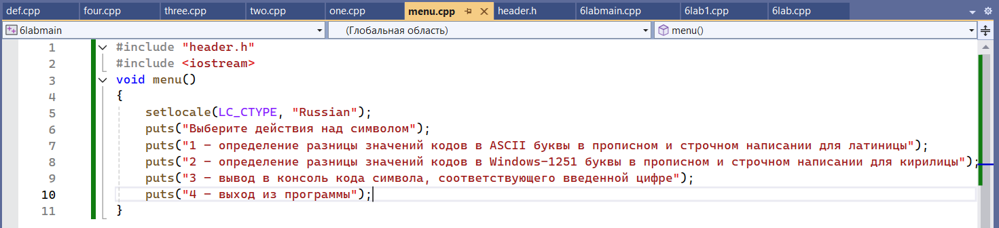 def.cpp four.cpp three.cpp two.cpp one.cpp menu.cpp header.h 6labmain.cpp 6lab1.cpp 6lab.cpp
6labmain (Глобальная область) menu()
1 #include "header.h"
2 #include <iostream>
3 void menu()
4 {
5 setlocale(LC_CTYPE, "Russian");
6 puts("Выберите действия над символом");
7 puts("1 - определение разницы значений кодов в ASCII буквы в прописном и строчном написании для латиницы");
8 puts("2 - определение разницы значений кодов в Windows-1251 буквы в прописном и строчном написании для кирилицы");
9 puts("3 - вывод в консоль кода символа, соответствующего введенной цифре");
10 puts("4 - выход из программы");
11 }